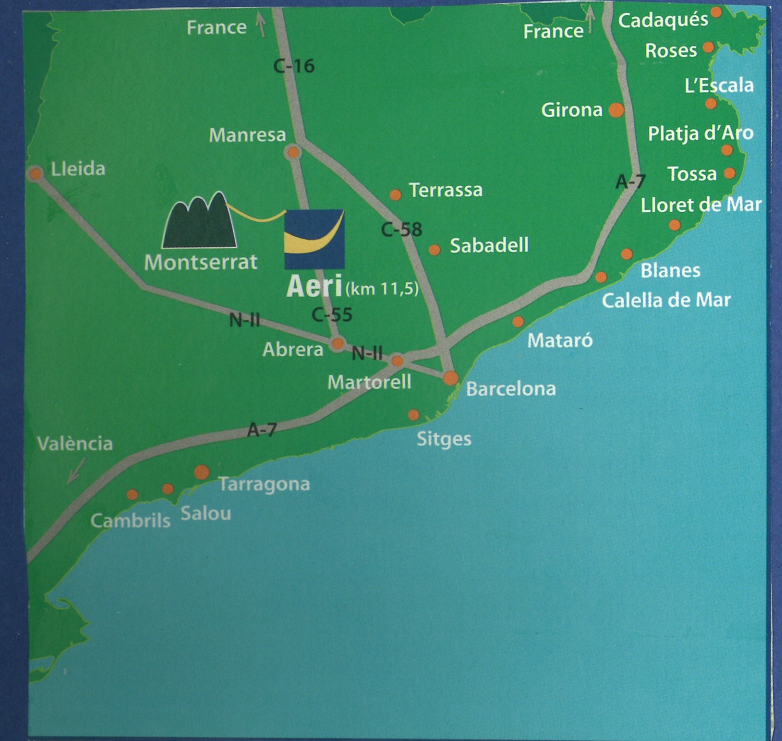 France
France
Cadaqués
Roses
C-16
L'Escala
Girona
Manresa
Platja d'Aro
Lleida
Tossa
A-7
Terrassa
Lloret de Mar
C-58
Sabadell
Montserrat
Blanes
Aeri (km 11,5)
Calella de Mar
C-55
N-II
Mataró
Abrera
N-II
Martorell
Barcelona
A-7
Sitges
València
Tarragona
Salou
Cambrils